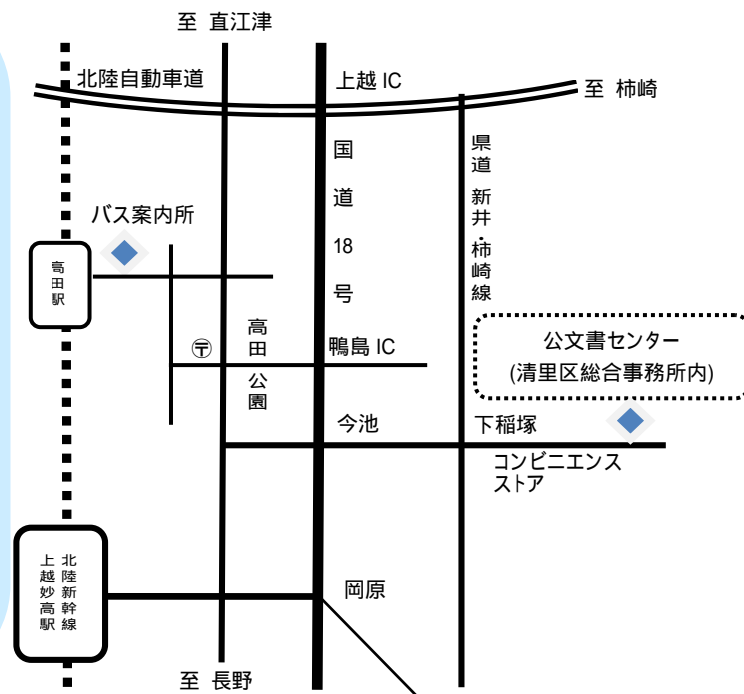 至 直江津
北陸自動車道
上越 IC
至 柿崎
国道18号
県道 新井・柿崎線
バス案内所
高田駅
公文書センター
(清里区総合事務所内)
〒
高田公園
鴨島 IC
今池
下稲塚
コンビニエンス
ストア
北陸新幹線
上越妙高駅
岡原
至 長野